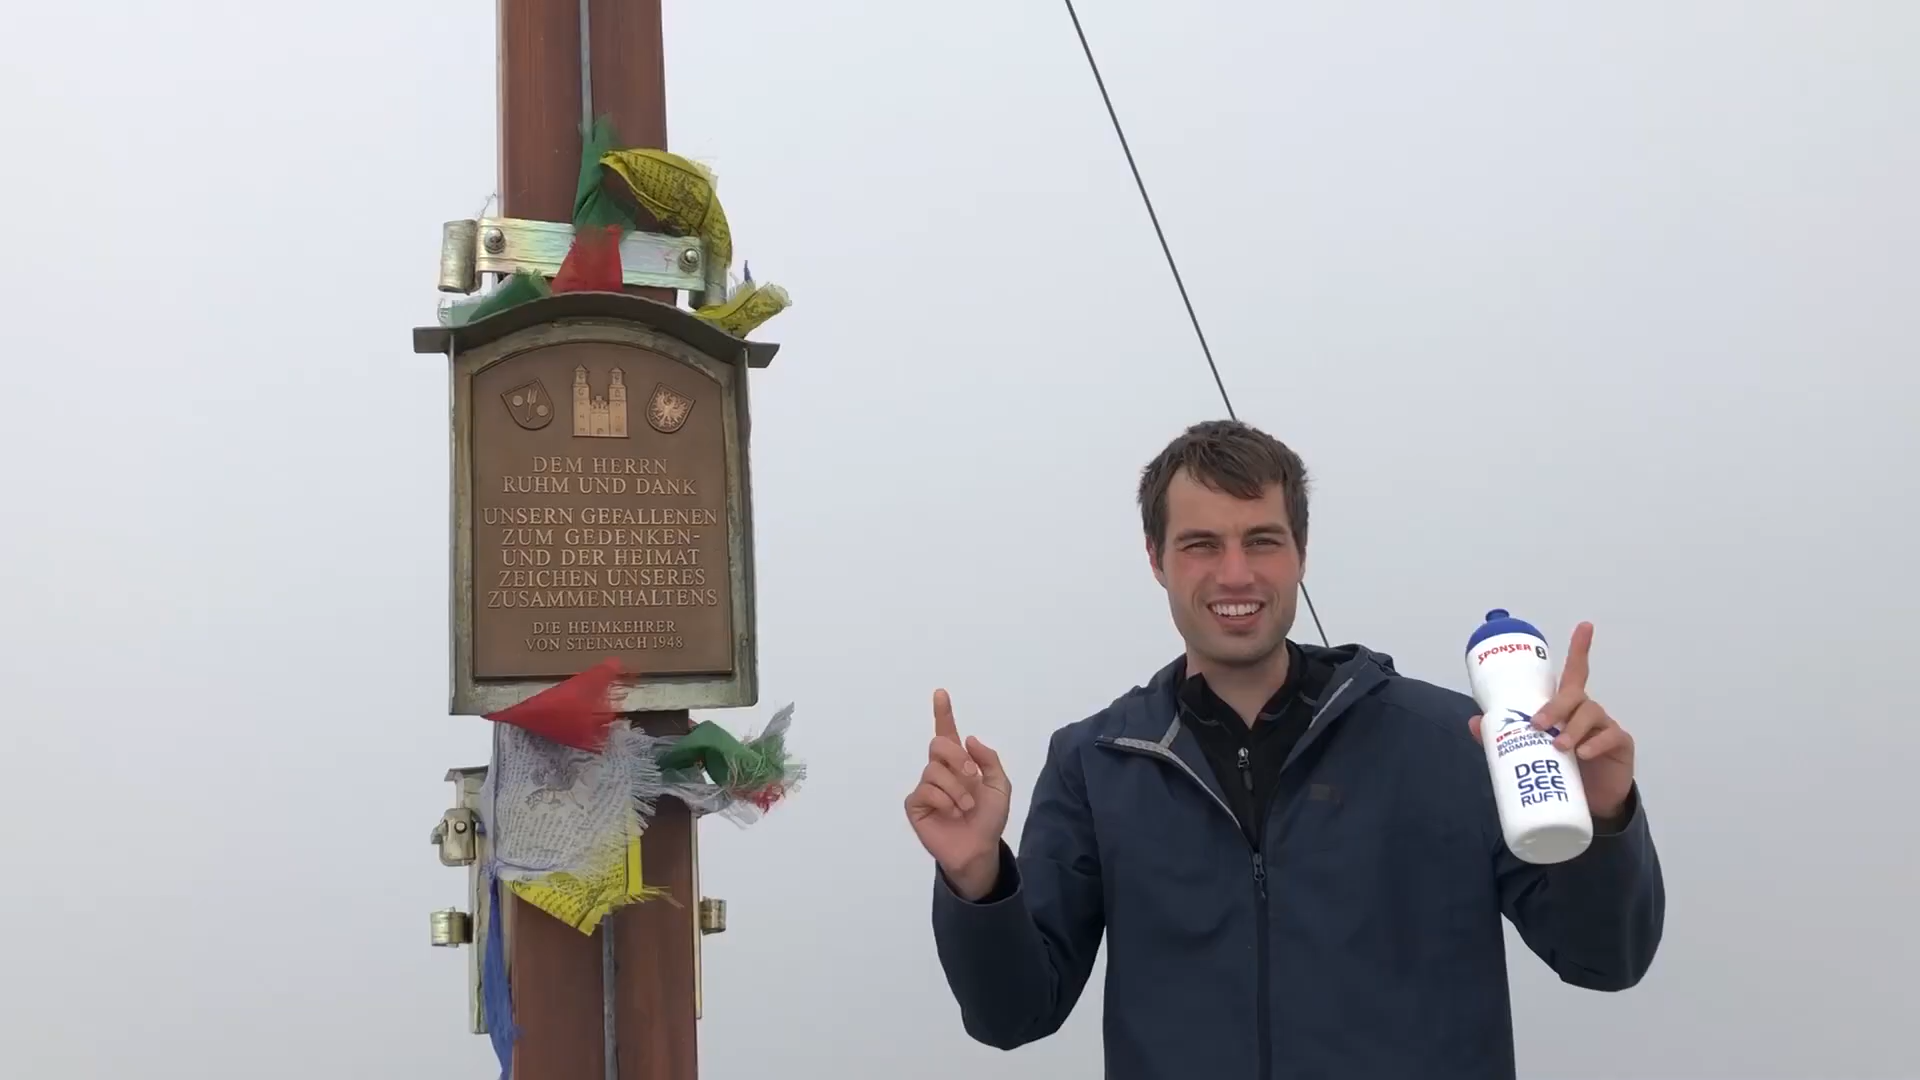 DEM HERRN
RUHM UND DANK
UNSERN GEFALLENEN
ZUM GEDENKEN-
UND DER HEIMAT
ZEICHEN UNSERES
ZUSAMMENHALTENS
DIE HEIMKEHRER
VON STEINACH 1948
SPONSER
BODENSEE
DER
SEE
RUFT!